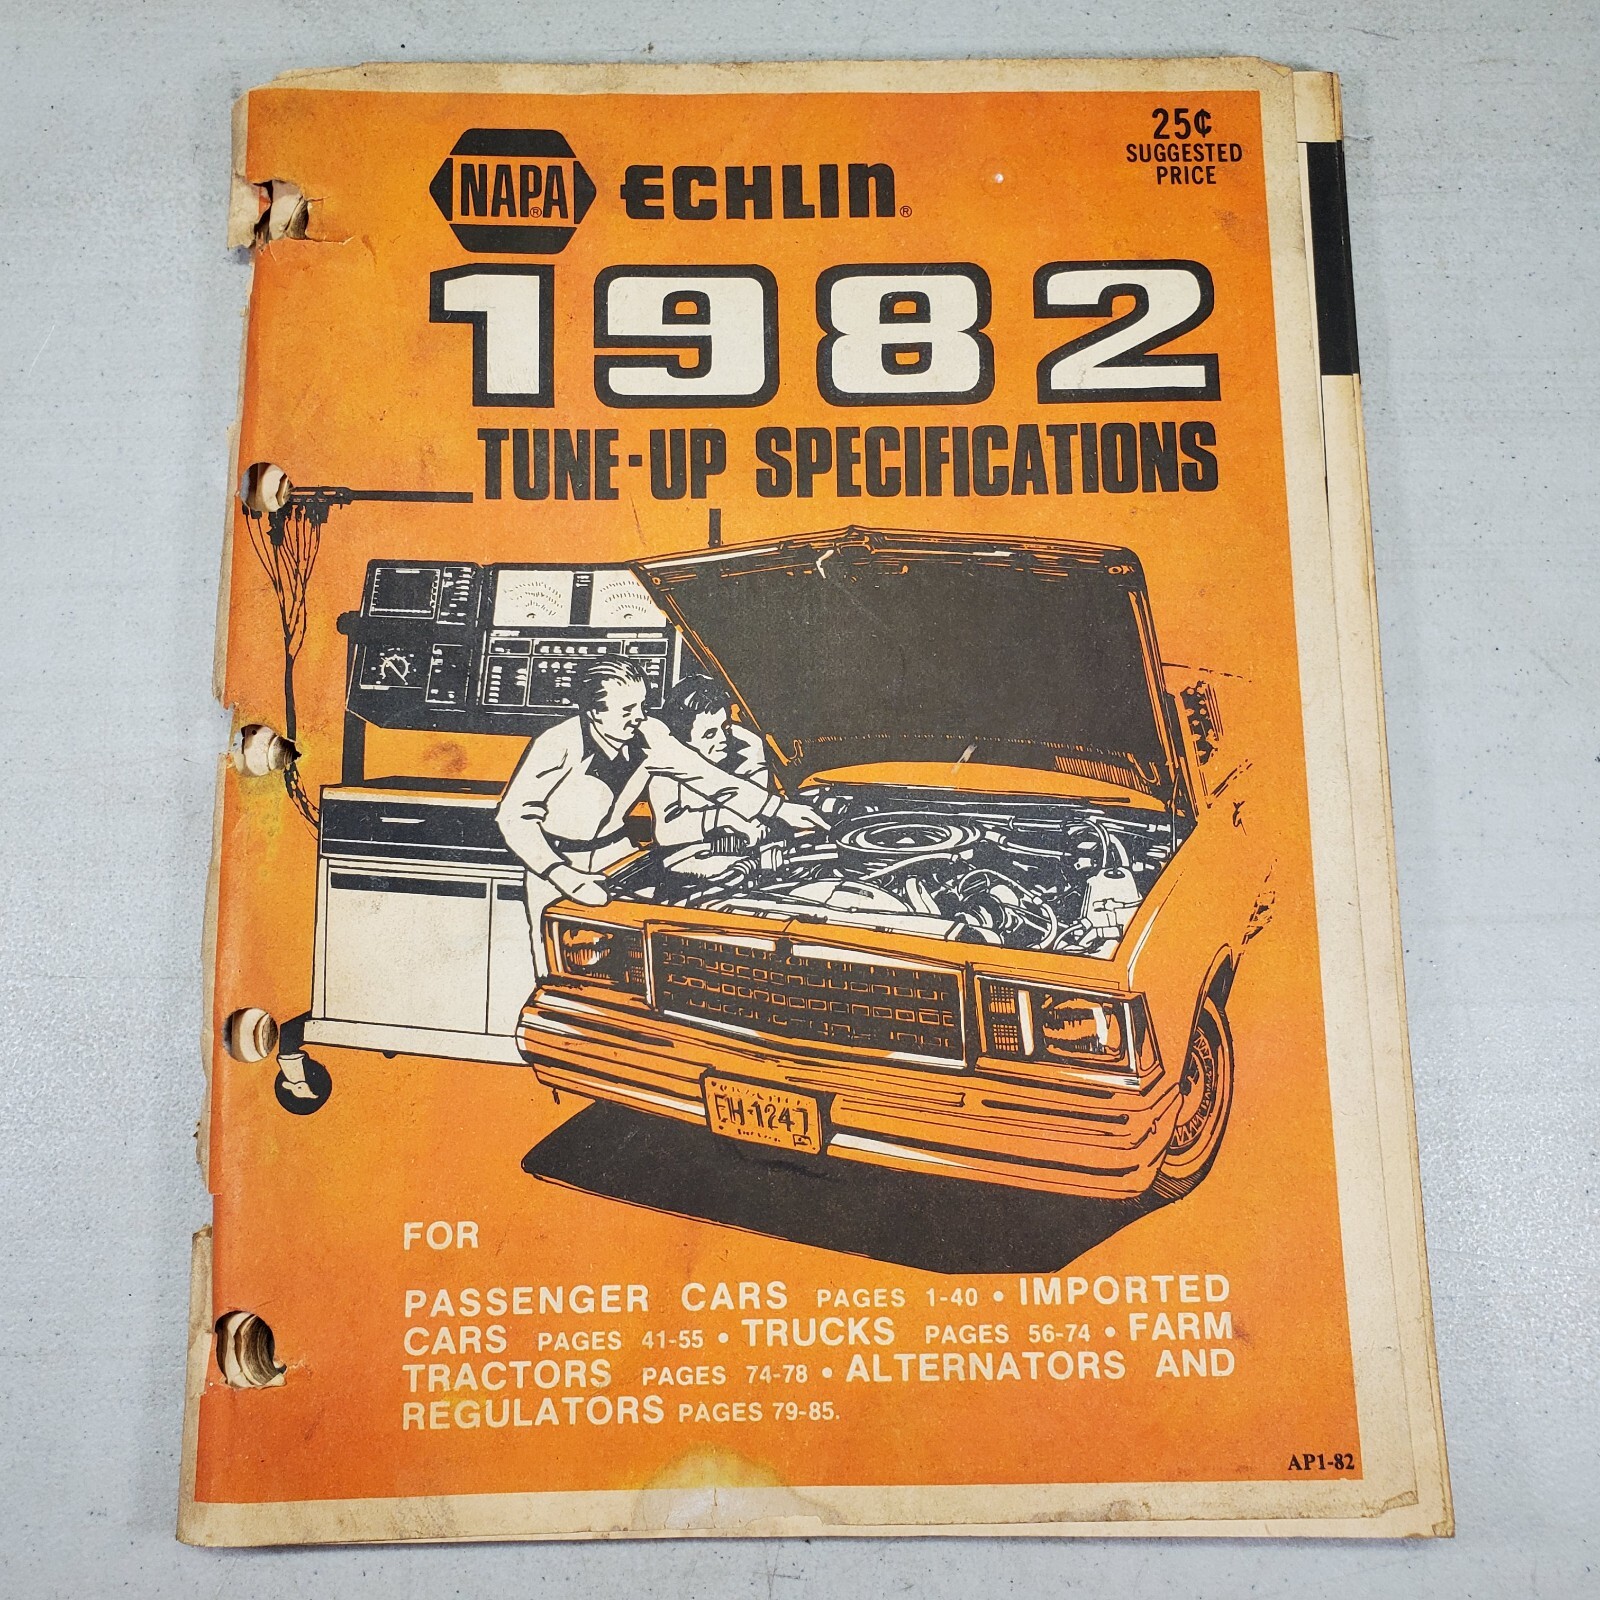 NAPA® ECHLIN®
25¢
SUGGESTED
PRICE
1982
TUNE-UP SPECIFICATIONS
EH-1247
FOR
PASSENGER CARS PAGES 1-40 • IMPORTED
CARS PAGES 41-55 • TRUCKS PAGES 56-74 • FARM
TRACTORS PAGES 74-78 • ALTERNATORS AND
REGULATORS PAGES 79-85.
AP1-82